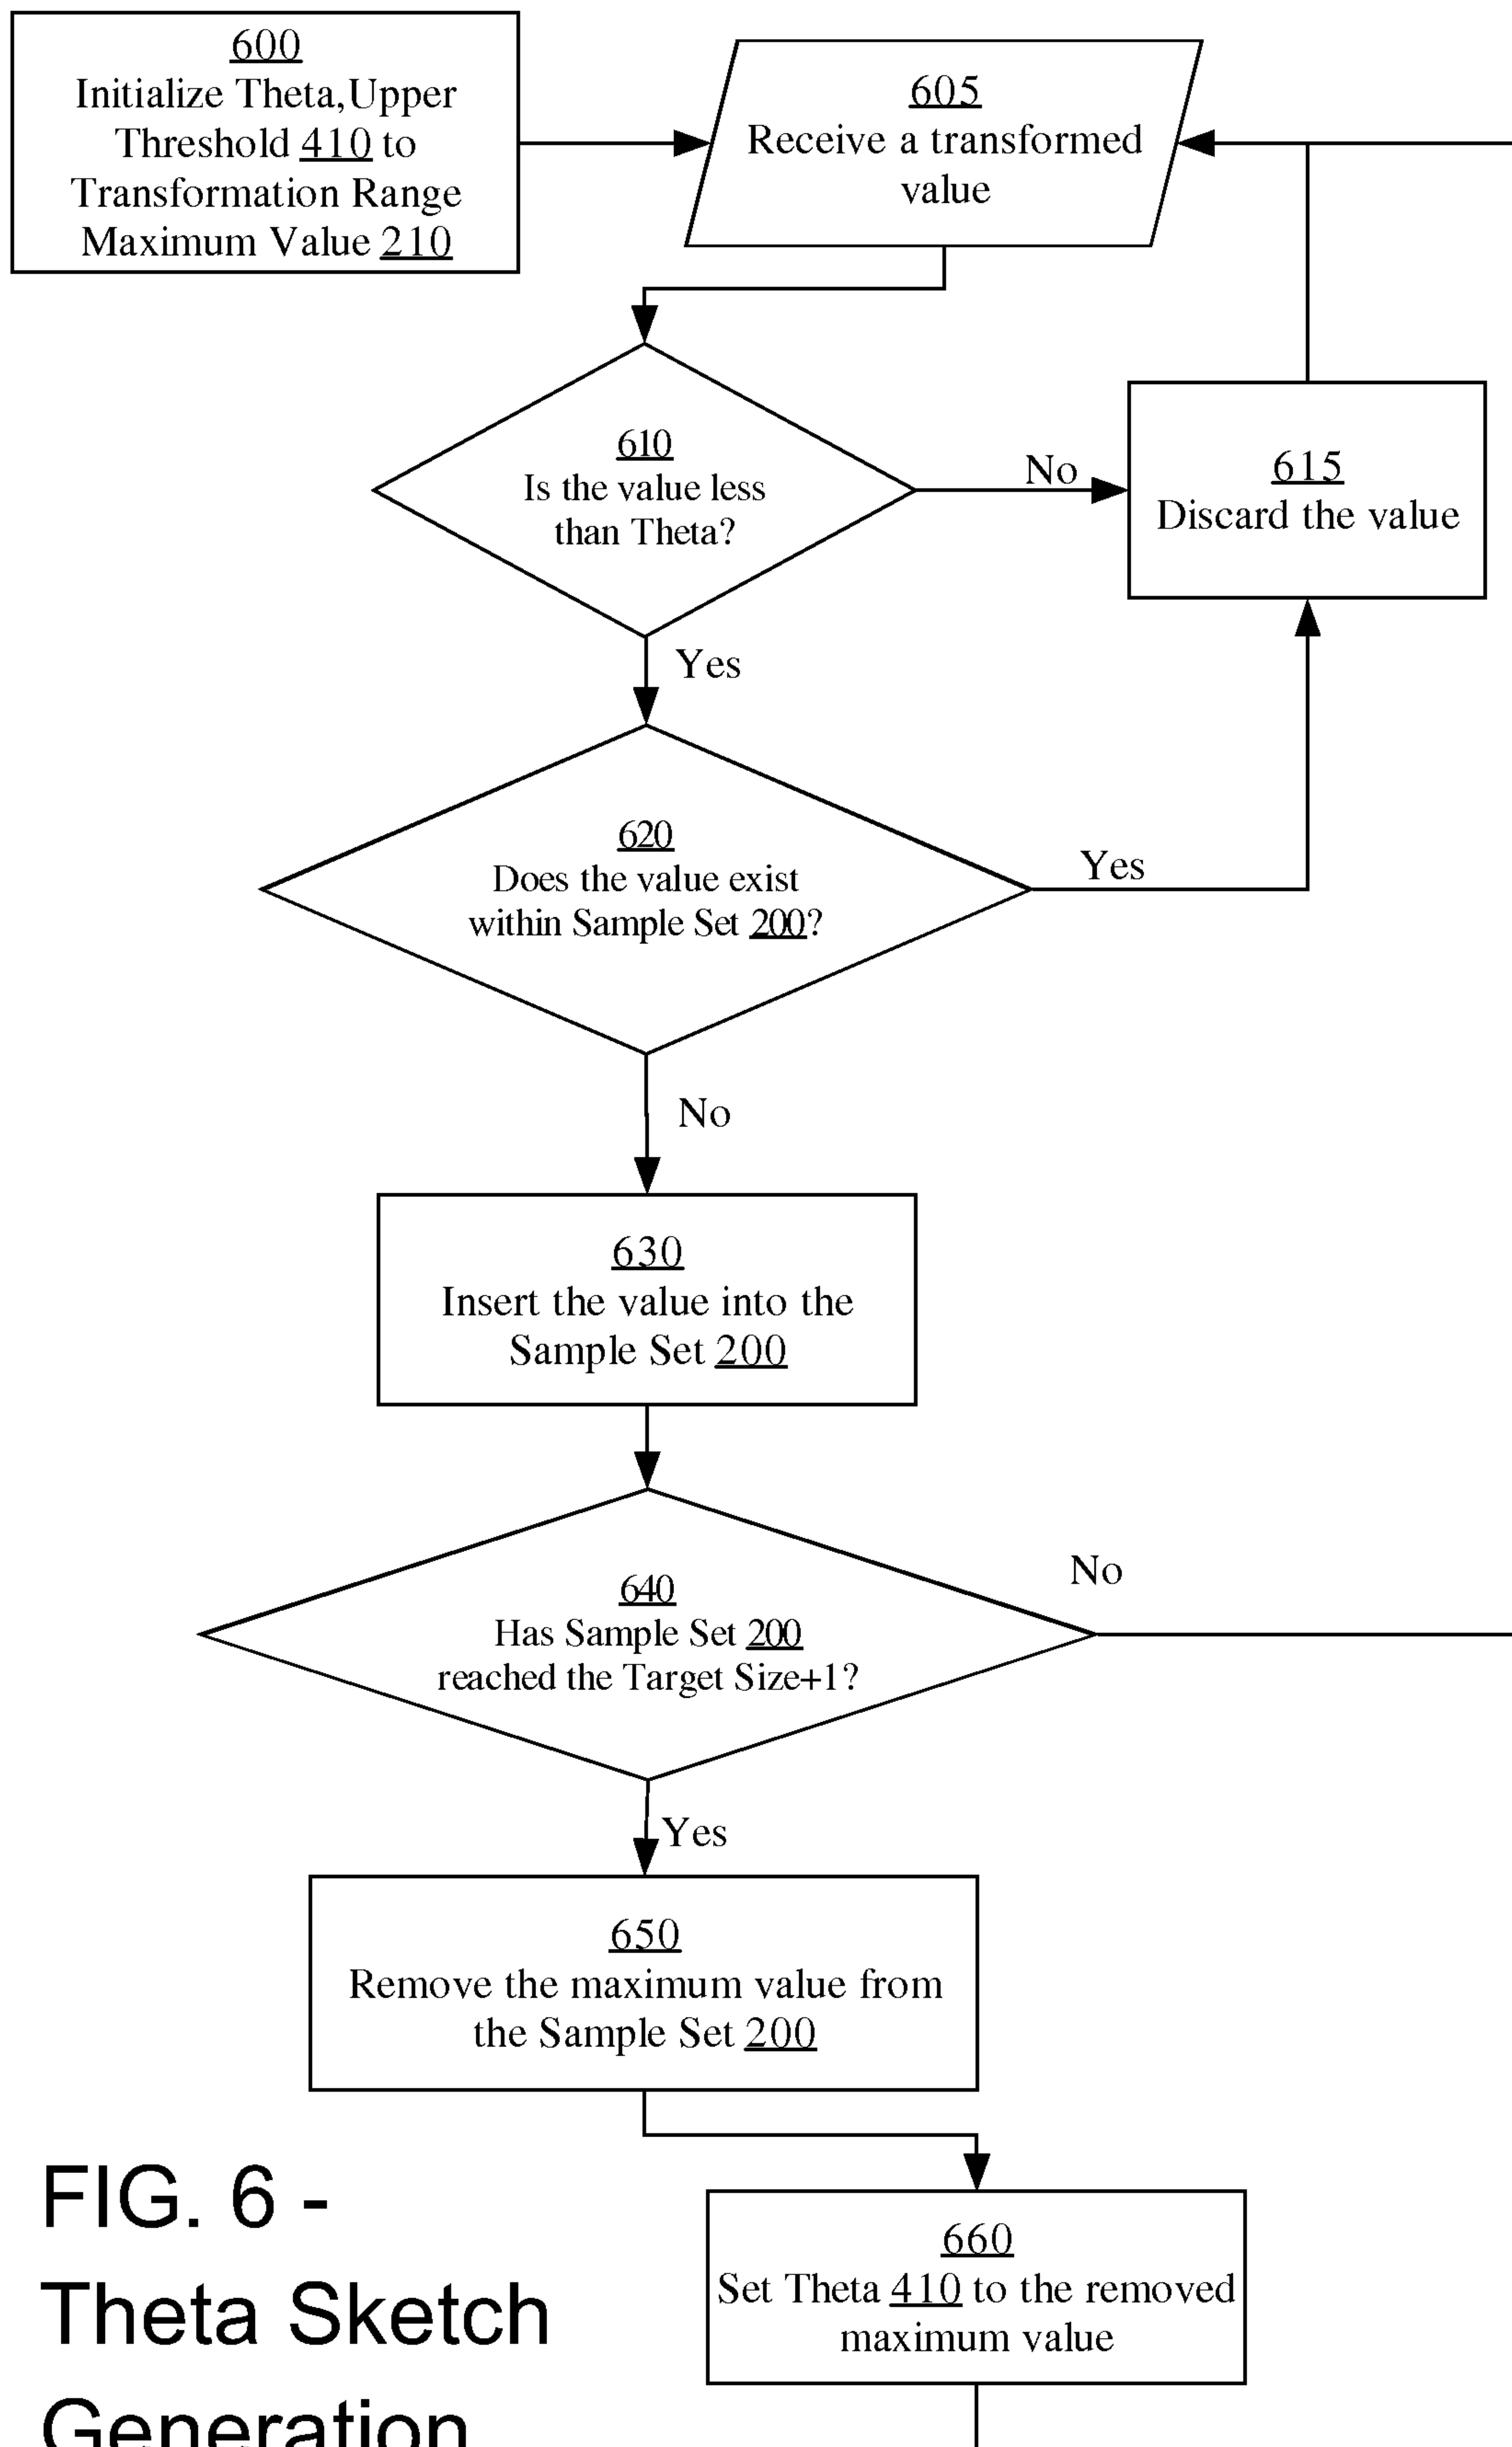 600
Initialize Theta,Upper
Threshold 410 to
Transformation Range
Maximum Value 210
605
Receive a transformed
value
610
Is the value less
than Theta?
No
615
Discard the value
Yes
620
Does the value exist
within Sample Set 200?
Yes
No
630
Insert the value into the
Sample Set 200
640
Has Sample Set 200
reached the Target Size+1?
No
Yes
650
Remove the maximum value from
the Sample Set 200
660
Set Theta 410 to the removed
maximum value
FIG. 6 -
Theta Sketch
Generation